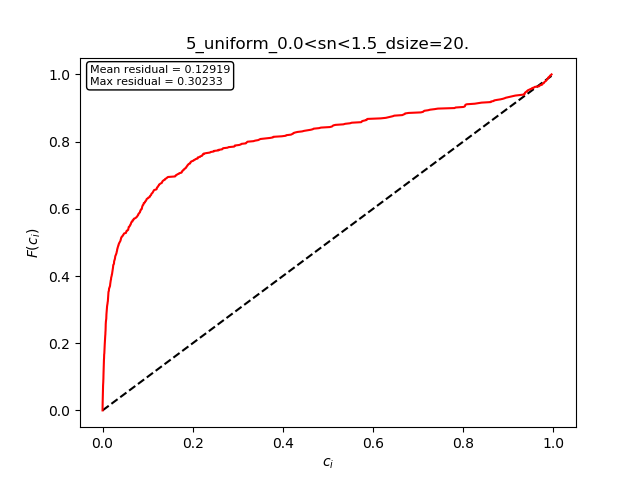 5_uniform_0.0<sn<1.5_dsize=20.
Mean residual = 0.12919
Max residual = 0.30233
1.0
0.8
0.6
0.4
0.2
0.0
F(c_i)
0.0 0.2 0.4 0.6 0.8 1.0
c_i